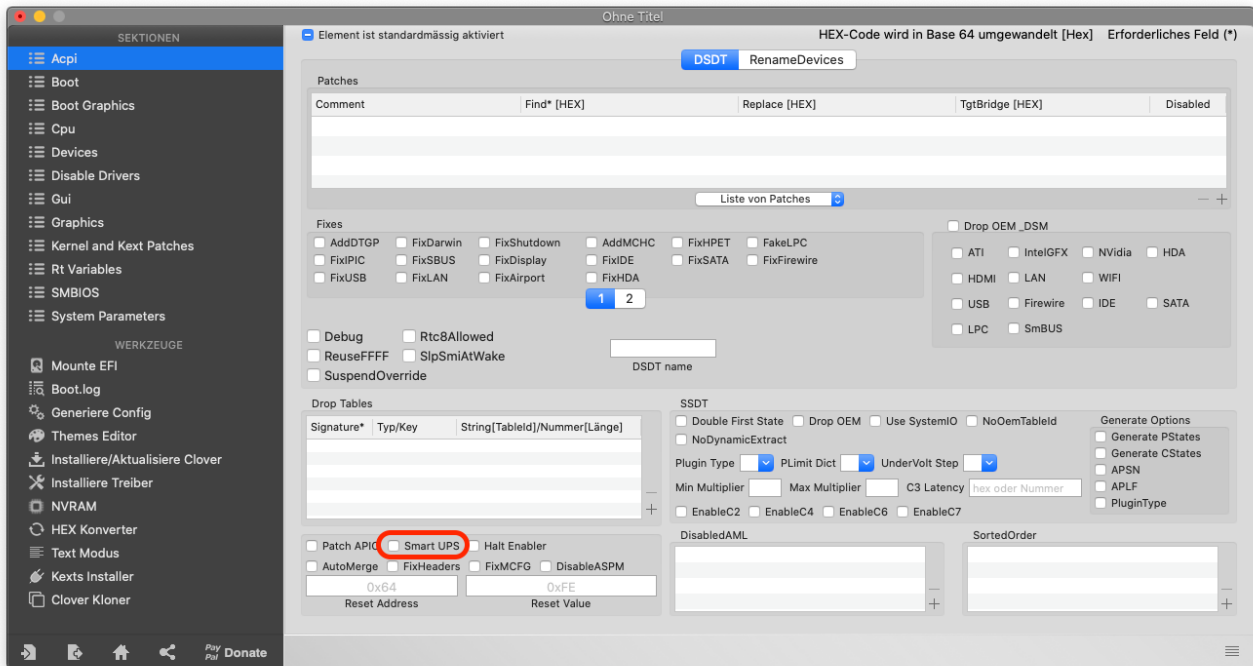 Ohne Titel
SEKTIONEN
Acpi
Boot
Boot Graphics
Cpu
Devices
Disable Drivers
Gui
Graphics
Kernel and Kext Patches
Rt Variables
SMBIOS
System Parameters
WERKZEUGE
Mounte EFI
Boot.log
Generiere Config
Themes Editor
Installiere/Aktualisiere Clover
Installiere Treiber
NVRAM
HEX Konverter
Text Modus
Kexts Installer
Clover Kloner
Pay
Pal Donate
Element ist standardmässig aktiviert HEX-Code wird in Base 64 umgewandelt [Hex] Erforderliches Feld (*)
DSDT RenameDevices
Patches
Comment Find* [HEX] Replace [HEX] TgtBridge [HEX] Disabled
Liste von Patches
Fixes
AddDTGP FixDarwin FixShutdown AddMCHC FixHPET FakeLPC
FixIPIC FixSBUS FixDisplay FixIDE FixSATA FixFirewire
FixUSB FixLAN FixAirport FixHDA
1 2
Drop OEM _DSM
ATI IntelGFX NVidia HDA
HDMI LAN WIFI
USB Firewire IDE SATA
LPC SmBUS
Debug Rtc8Allowed
ReuseFFFF SlpSmiAtWake
SuspendOverride
DSDT name
Drop Tables
Signature* Typ/Key String[TableId]/Nummer[Länge]
SSDT
Double First State Drop OEM Use SystemIO NoOemTableId
NoDynamicExtract
Plugin Type PLimit Dict UnderVolt Step
Min Multiplier Max Multiplier C3 Latency hex oder Nummer
EnableC2 EnableC4 EnableC6 EnableC7
Generate Options
Generate PStates
Generate CStates
APSN
APLF
PluginType
Patch APIC Smart UPS Halt Enabler
AutoMerge FixHeaders FixMCFG DisableASPM
0x64 0xFE
Reset Address Reset Value
DisabledAML SortedOrder